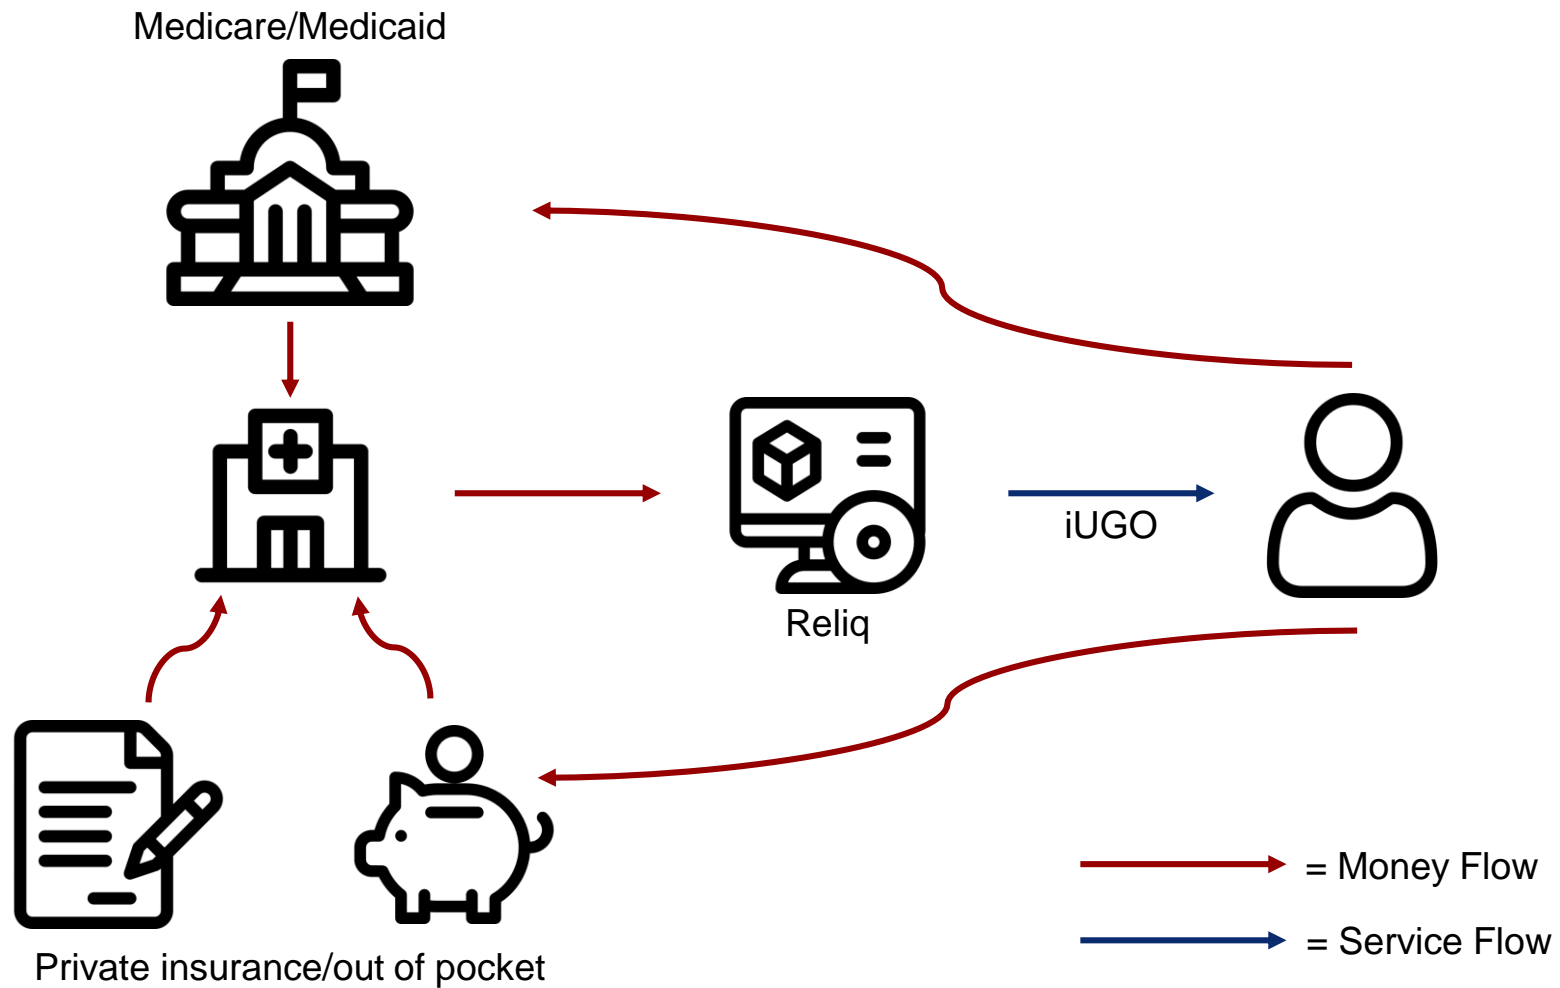 Medicare/Medicaid
iUGO
Reliq
Private insurance/out of pocket
= Money Flow
= Service Flow